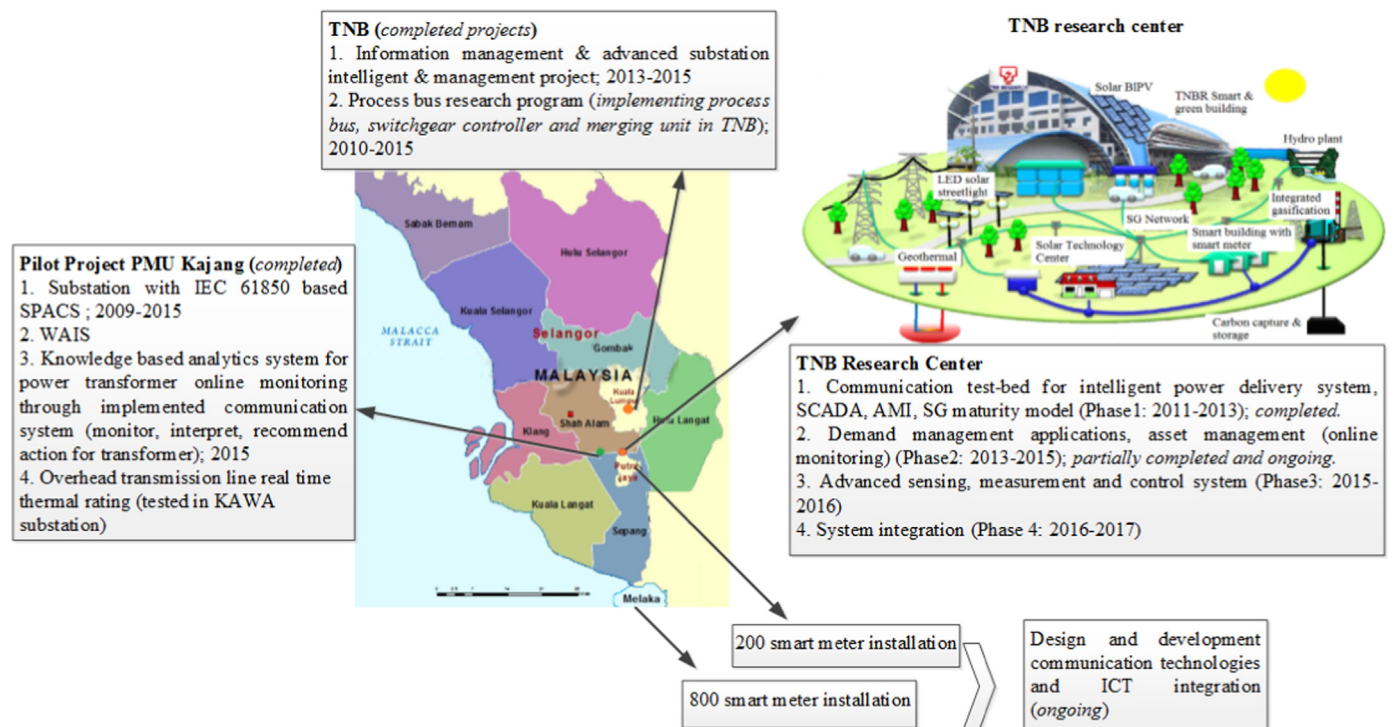 TNB (completed projects)
1. Information management & advanced substation
intelligent & management project; 2013-2015
2. Process bus research program (implementing process
bus, switchgear controller and merging unit in TNB);
2010-2015
TNB research center
Solar BIPV
TNBR Smart &
green building
Hydro plant
LED solar
streetlight
SG Network
Integrated
gasification
Smart building with
smart meter
Solar Technology
Center
Geothermal
Carbon capture &
storage
Pilot Project PMU Kajang (completed)
1. Substation with IEC 61850 based
SPACS ; 2009-2015
2. WAIS
3. Knowledge based analytics system for
power transformer online monitoring
through implemented communication
system (monitor, interpret, recommend
action for transformer); 2015
4. Overhead transmission line real time
thermal rating (tested in KAWA
substation)
Sabak Bernam
Hulu Selangor
Kuala Selangor
MALACCA
STRAIT
Selangor
Gombak
MALAYSIA
Kuala
Lumpur
Shah Alam
Hulu Langat
Klang
Putra
jaya
Kuala Langat
Sepang
Melaka
TNB Research Center
1. Communication test-bed for intelligent power delivery system,
SCADA, AMI, SG maturity model (Phase1: 2011-2013); completed.
2. Demand management applications, asset management (online
monitoring) (Phase2: 2013-2015); partially completed and ongoing.
3. Advanced sensing, measurement and control system (Phase3: 2015-
2016)
4. System integration (Phase 4: 2016-2017)
200 smart meter installation
800 smart meter installation
Design and development
communication technologies
and ICT integration
(ongoing)